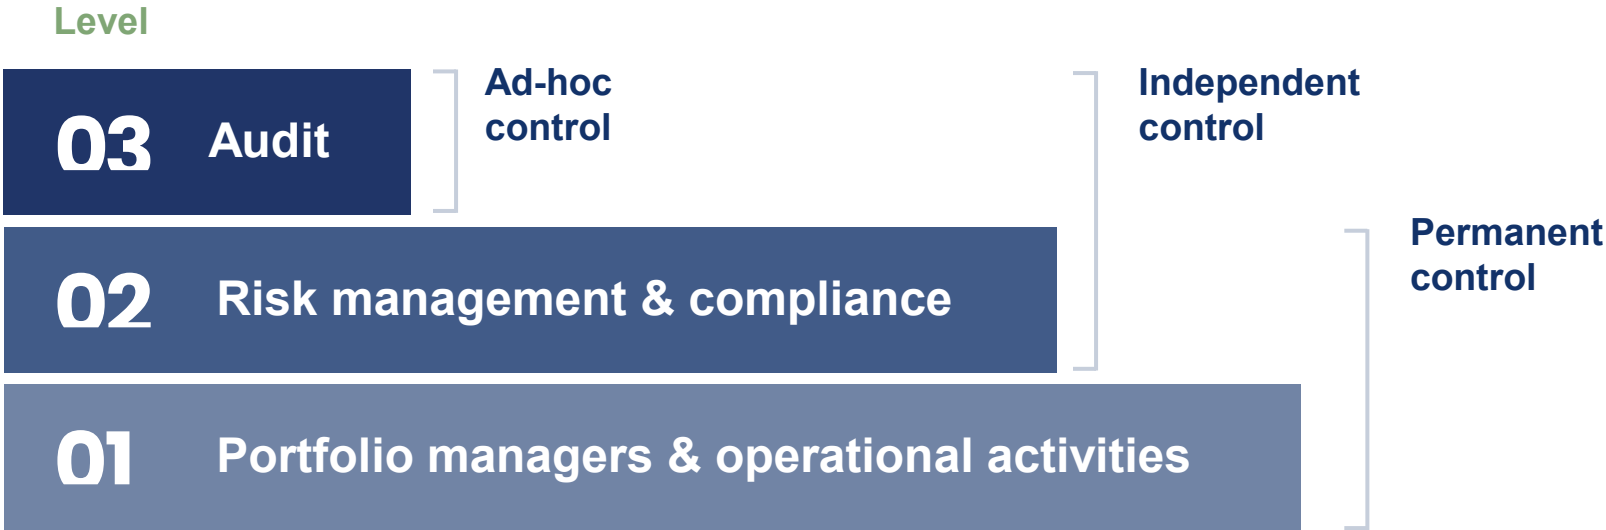 Level
03 Audit
Ad-hoc
control
Independent
control
02 Risk management & compliance
Permanent
control
01 Portfolio managers & operational activities